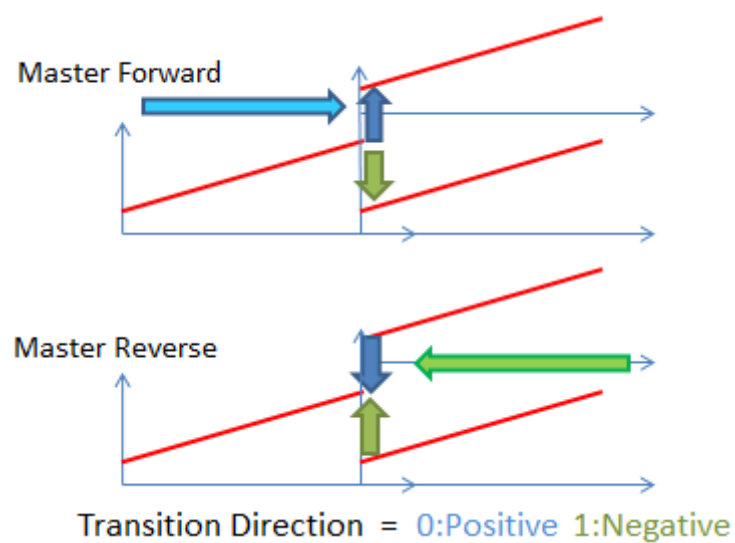 Master Forward
Master Reverse
Transition Direction = 0:Positive 1:Negative